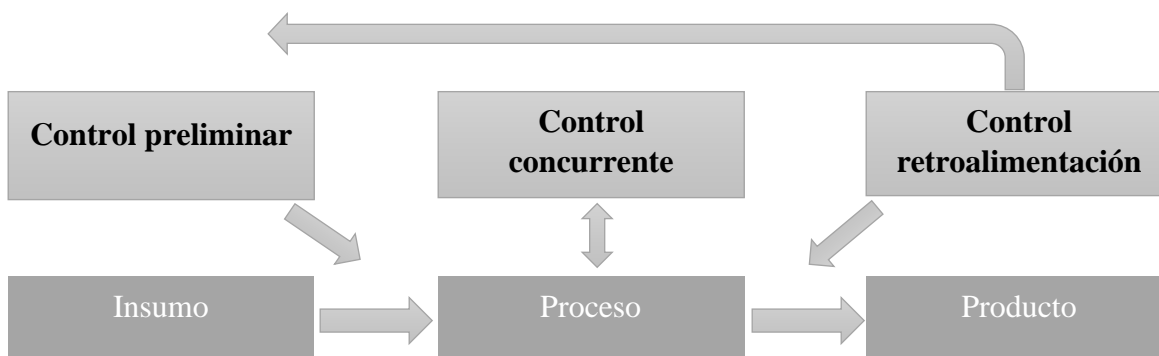 Control preliminar
Control
concurrente
Control
retroalimentación
Insumo
Proceso
Producto